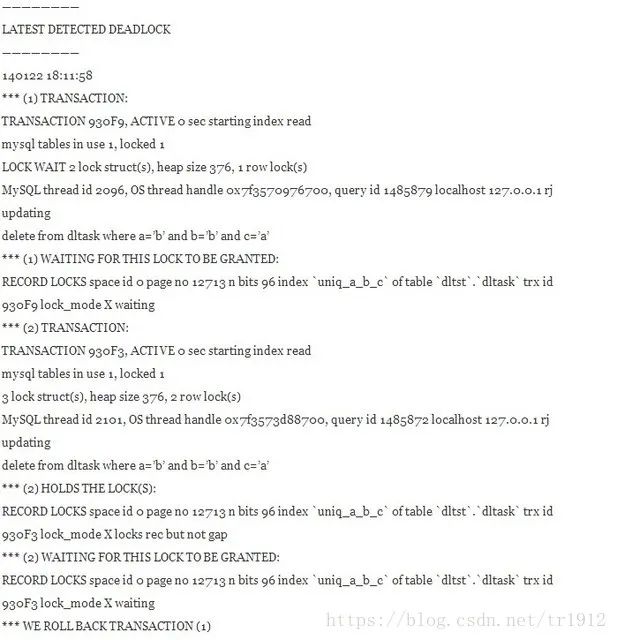 ————————
LATEST DETECTED DEADLOCK
————————
140122 18:11:58
*** (1) TRANSACTION:
TRANSACTION 930F9, ACTIVE 0 sec starting index read
mysql tables in use 1, locked 1
LOCK WAIT 2 lock struct(s), heap size 376, 1 row lock(s)
MySQL thread id 2096, OS thread handle 0x7f3570976700, query id 1485879 localhost 127.0.0.1 rj
updating
delete from dltask where a=’b’ and b=’b’ and c=’a’
*** (1) WAITING FOR THIS LOCK TO BE GRANTED:
RECORD LOCKS space id 0 page no 12713 n bits 96 index `uniq_a_b_c` of table `dltst`.`dltask` trx id
930F9 lock_mode X waiting
*** (2) TRANSACTION:
TRANSACTION 930F3, ACTIVE 0 sec starting index read
mysql tables in use 1, locked 1
3 lock struct(s), heap size 376, 2 row lock(s)
MySQL thread id 2101, OS thread handle 0x7f3573d88700, query id 1485872 localhost 127.0.0.1 rj
updating
delete from dltask where a=’b’ and b=’b’ and c=’a’
*** (2) HOLDS THE LOCK(S):
RECORD LOCKS space id 0 page no 12713 n bits 96 index `uniq_a_b_c` of table `dltst`.`dltask` trx id
930F3 lock_mode X locks rec but not gap
*** (2) WAITING FOR THIS LOCK TO BE GRANTED:
RECORD LOCKS space id 0 page no 12713 n bits 96 index `uniq_a_b_c` of table `dltst`.`dltask` trx id
930F3 lock_mode X waiting
*** WE ROLL BACK TRANSACTION (1)
https://blog.csdn.net/tr1912